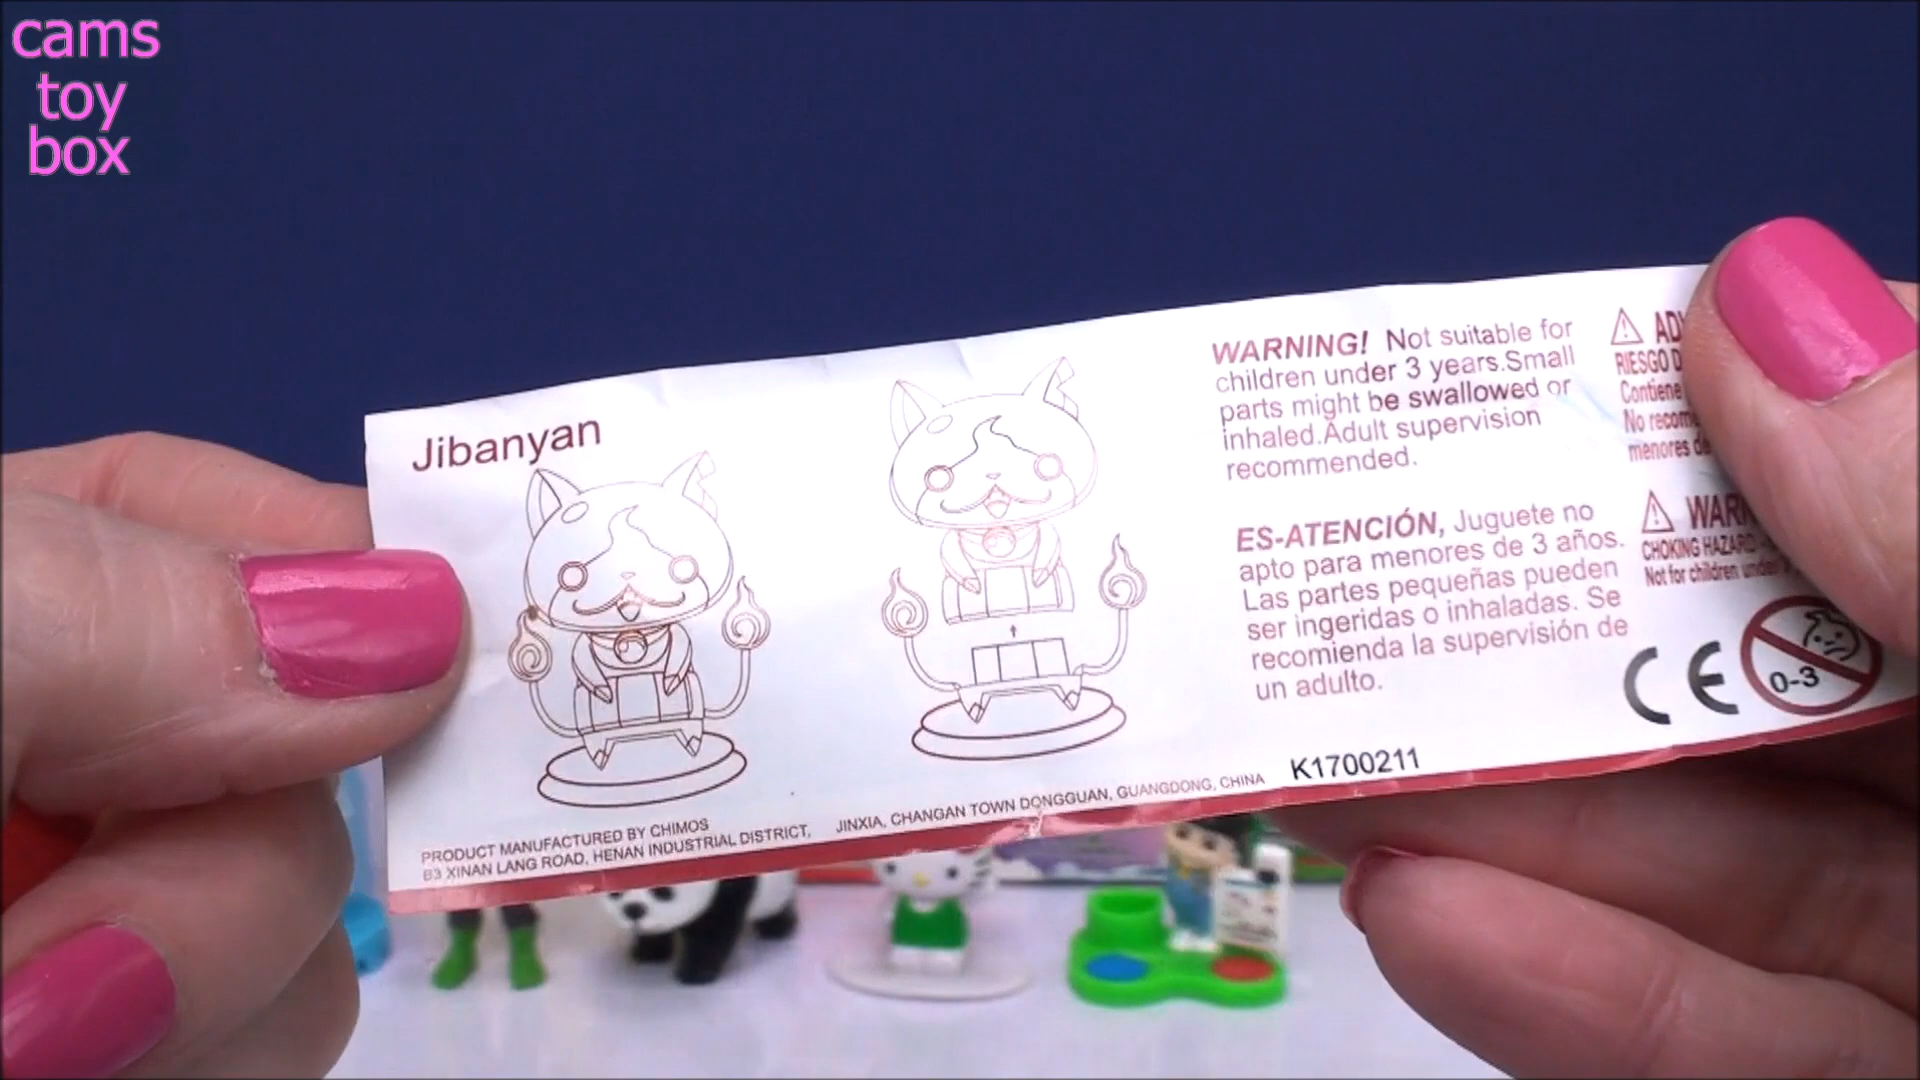 cams
toy
box
Jibanyan
PRODUCT MANUFACTURED BY CHIMOS
B3 XINAN LANG ROAD, HENAN INDUSTRIAL DISTRICT, JINXIA, CHANGAN TOWN DONGGUAN, GUANGDONG, CHINA
K1700211
WARNING! Not suitable for
children under 3 years.Small
parts might be swallowed or
inhaled.Adult supervision
recommended.
ES-ATENCIÓN, Juguete no
apto para menores de 3 años.
Las partes pequeñas pueden
ser ingeridas o inhaladas. Se
recomienda la supervisión de
un adulto.
RIESGO
Contiene
No
menores
CHOKING HAZARD
Not for children under
CE
0-3